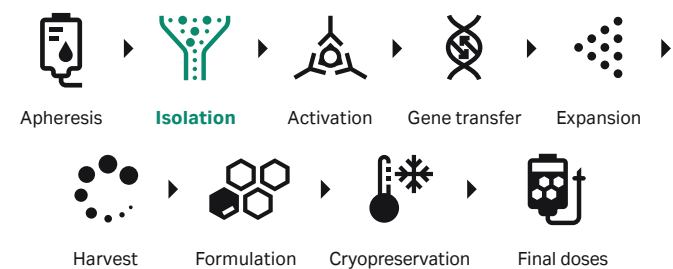 Apheresis Isolation Activation Gene transfer Expansion
Harvest Formulation Cryopreservation Final doses